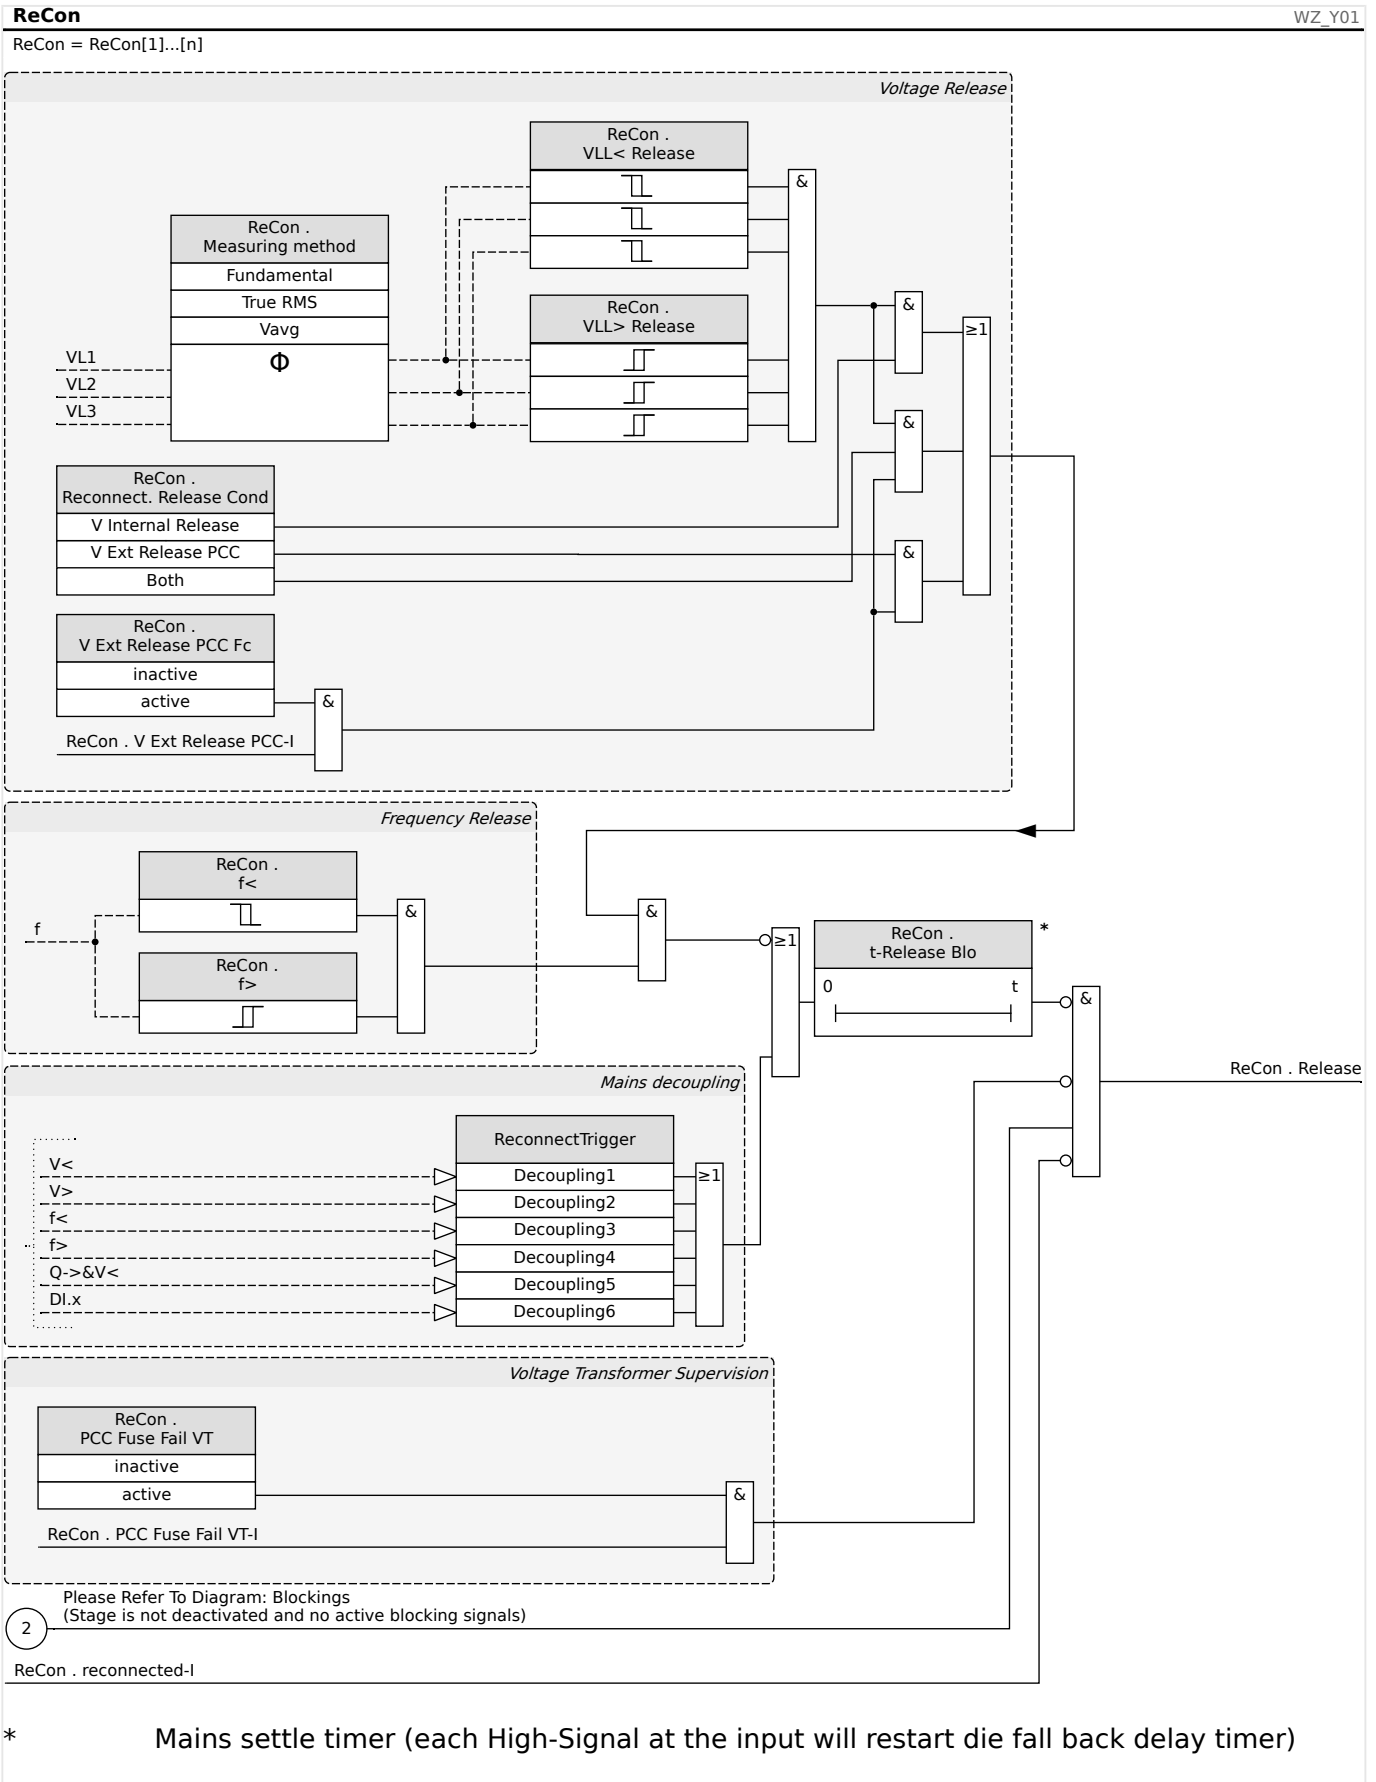 ReCon
WZ_Y01
ReCon = ReCon[1]...[n]
Voltage Release
ReCon .
VLL< Release
&
ReCon .
Measuring method
Fundamental
True RMS
Vavg
Φ
VL1
VL2
VL3
ReCon .
VLL> Release
&
≥1
&
ReCon .
Reconnect. Release Cond
V Internal Release
V Ext Release PCC
Both
&
ReCon .
V Ext Release PCC Fc
inactive
active
&
ReCon . V Ext Release PCC-I
Frequency Release
ReCon .
f<
f
ReCon .
f>
&
&
≥1
ReCon .
t-Release Blo
*
0
t
&
ReCon . Release
Mains decoupling
ReconnectTrigger
V<
Decoupling1
≥1
V>
Decoupling2
f<
Decoupling3
f>
Decoupling4
Q->&V<
Decoupling5
DI.x
Decoupling6
Voltage Transformer Supervision
ReCon .
PCC Fuse Fail VT
inactive
active
&
ReCon . PCC Fuse Fail VT-I
Please Refer To Diagram: Blockings
(Stage is not deactivated and no active blocking signals)
2
ReCon . reconnected-I
* Mains settle timer (each High-Signal at the input will restart die fall back delay timer)